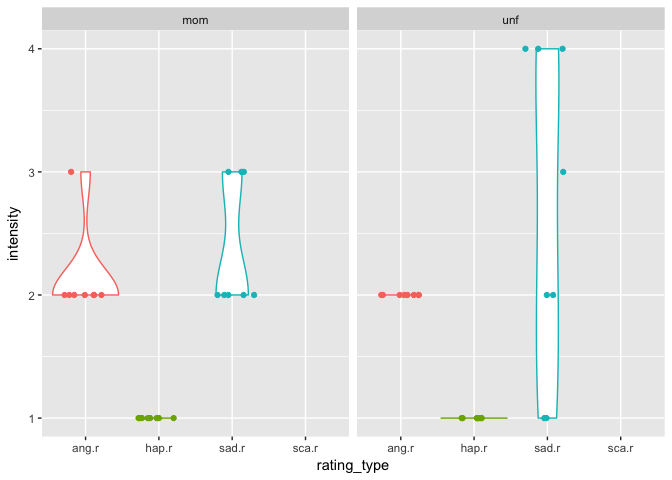 mom unf
4
3
2
1
intensity
ang.r hap.r sad.r sca.r ang.r hap.r sad.r sca.r
rating_type